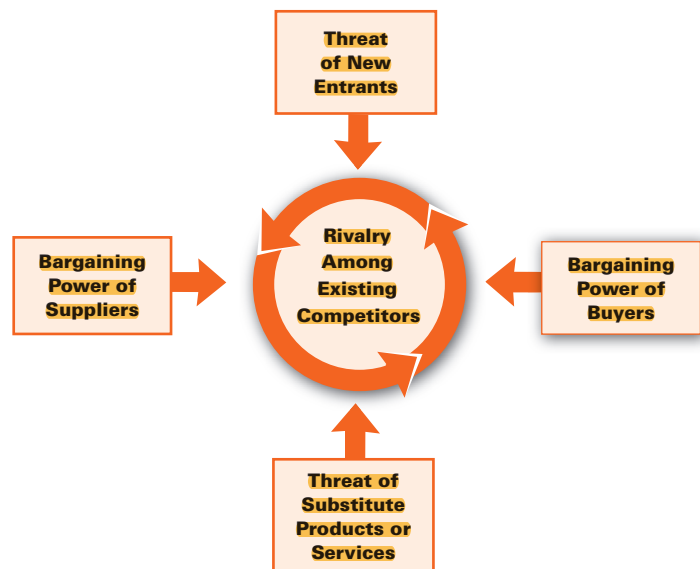 Threat
of New
Entrants
Bargaining
Power of
Suppliers
Rivalry
Among
Existing
Competitors
Bargaining
Power of
Buyers
Threat of
Substitute
Products or
Services